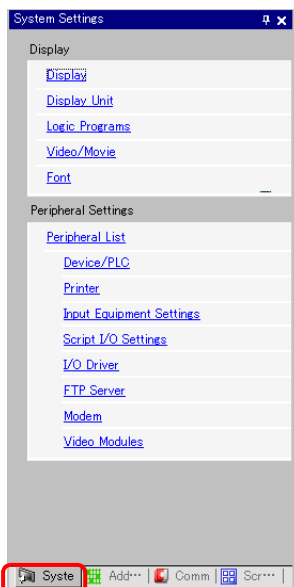 System Settings
Display
Display
Display Unit
Logic Programs
Video/Movie
Font
Peripheral Settings
Peripheral List
Device/PLC
Printer
Input Equipment Settings
Script I/O Settings
I/O Driver
FTP Server
Modem
Video Modules
Syste Add··· Comm Scr···